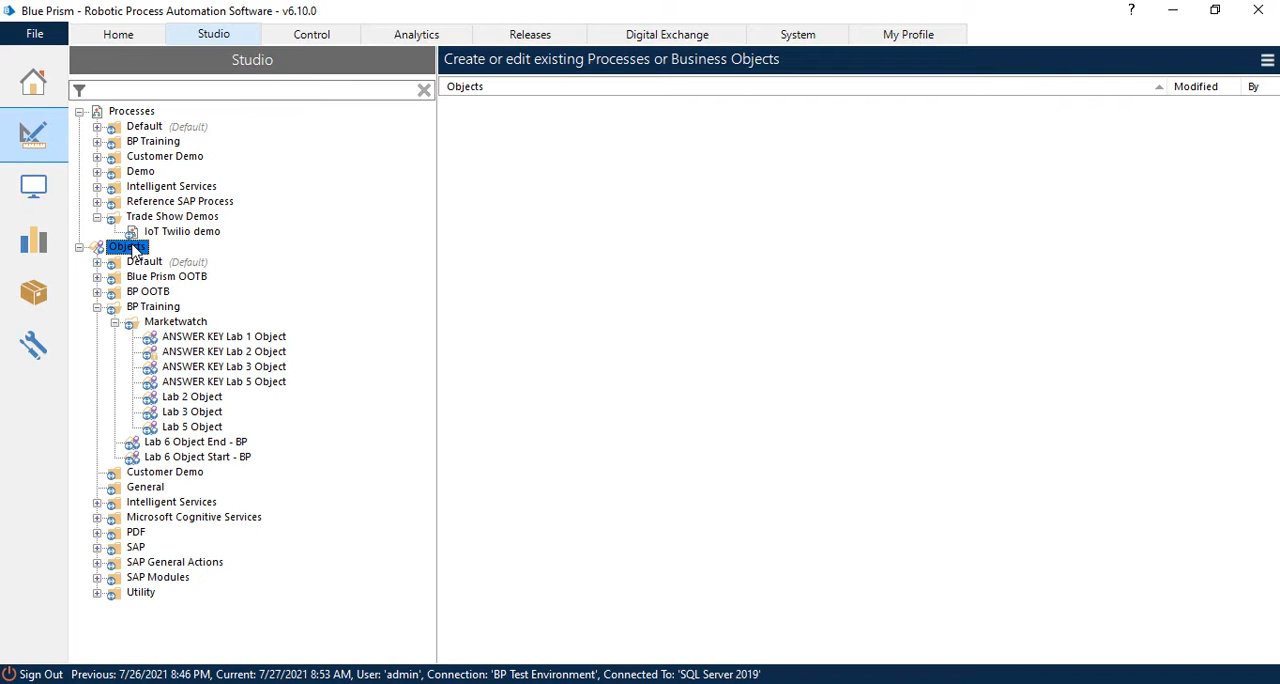 Blue Prism - Robotic Process Automation Software - v6.10.0
?
File Home Studio Control Analytics Releases Digital Exchange System My Profile
Studio
Create or edit existing Processes or Business Objects
Objects Modified By
Processes
Default (Default)
BP Training
Customer Demo
Demo
Intelligent Services
Reference SAP Process
Trade Show Demos
IoT Twilio demo
Objects
Default (Default)
Blue Prism OOTB
BP OOTB
BP Training
Marketwatch
ANSWER KEY Lab 1 Object
ANSWER KEY Lab 2 Object
ANSWER KEY Lab 3 Object
ANSWER KEY Lab 5 Object
Lab 2 Object
Lab 3 Object
Lab 5 Object
Lab 6 Object End - BP
Lab 6 Object Start - BP
Customer Demo
General
Intelligent Services
Microsoft Cognitive Services
PDF
SAP
SAP General Actions
SAP Modules
Utility
Sign Out Previous: 7/26/2021 8:46 PM, Current: 7/27/2021 8:53 AM, User: 'admin', Connection: 'BP Test Environment', Connected To: 'SQL Server 2019'